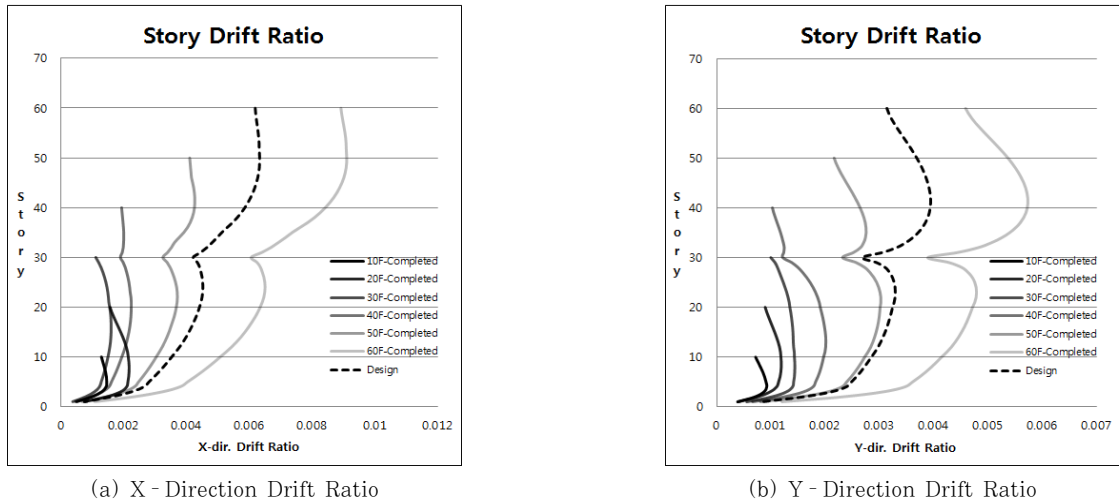 Story Drift Ratio
70
60
50
40
30
20
10
0
Story
10F-Completed
20F-Completed
30F-Completed
40F-Completed
50F-Completed
60F-Completed
Design
0
0.002
0.004
0.006
0.008
0.01
0.012
X-dir. Drift Ratio
(a) X - Direction Drift Ratio
Story Drift Ratio
70
60
50
40
30
20
10
0
Story
10F-Completed
20F-Completed
30F-Completed
40F-Completed
50F-Completed
60F-Completed
Design
0
0.001
0.002
0.003
0.004
0.005
0.006
0.007
Y-dir. Drift Ratio
(b) Y - Direction Drift Ratio